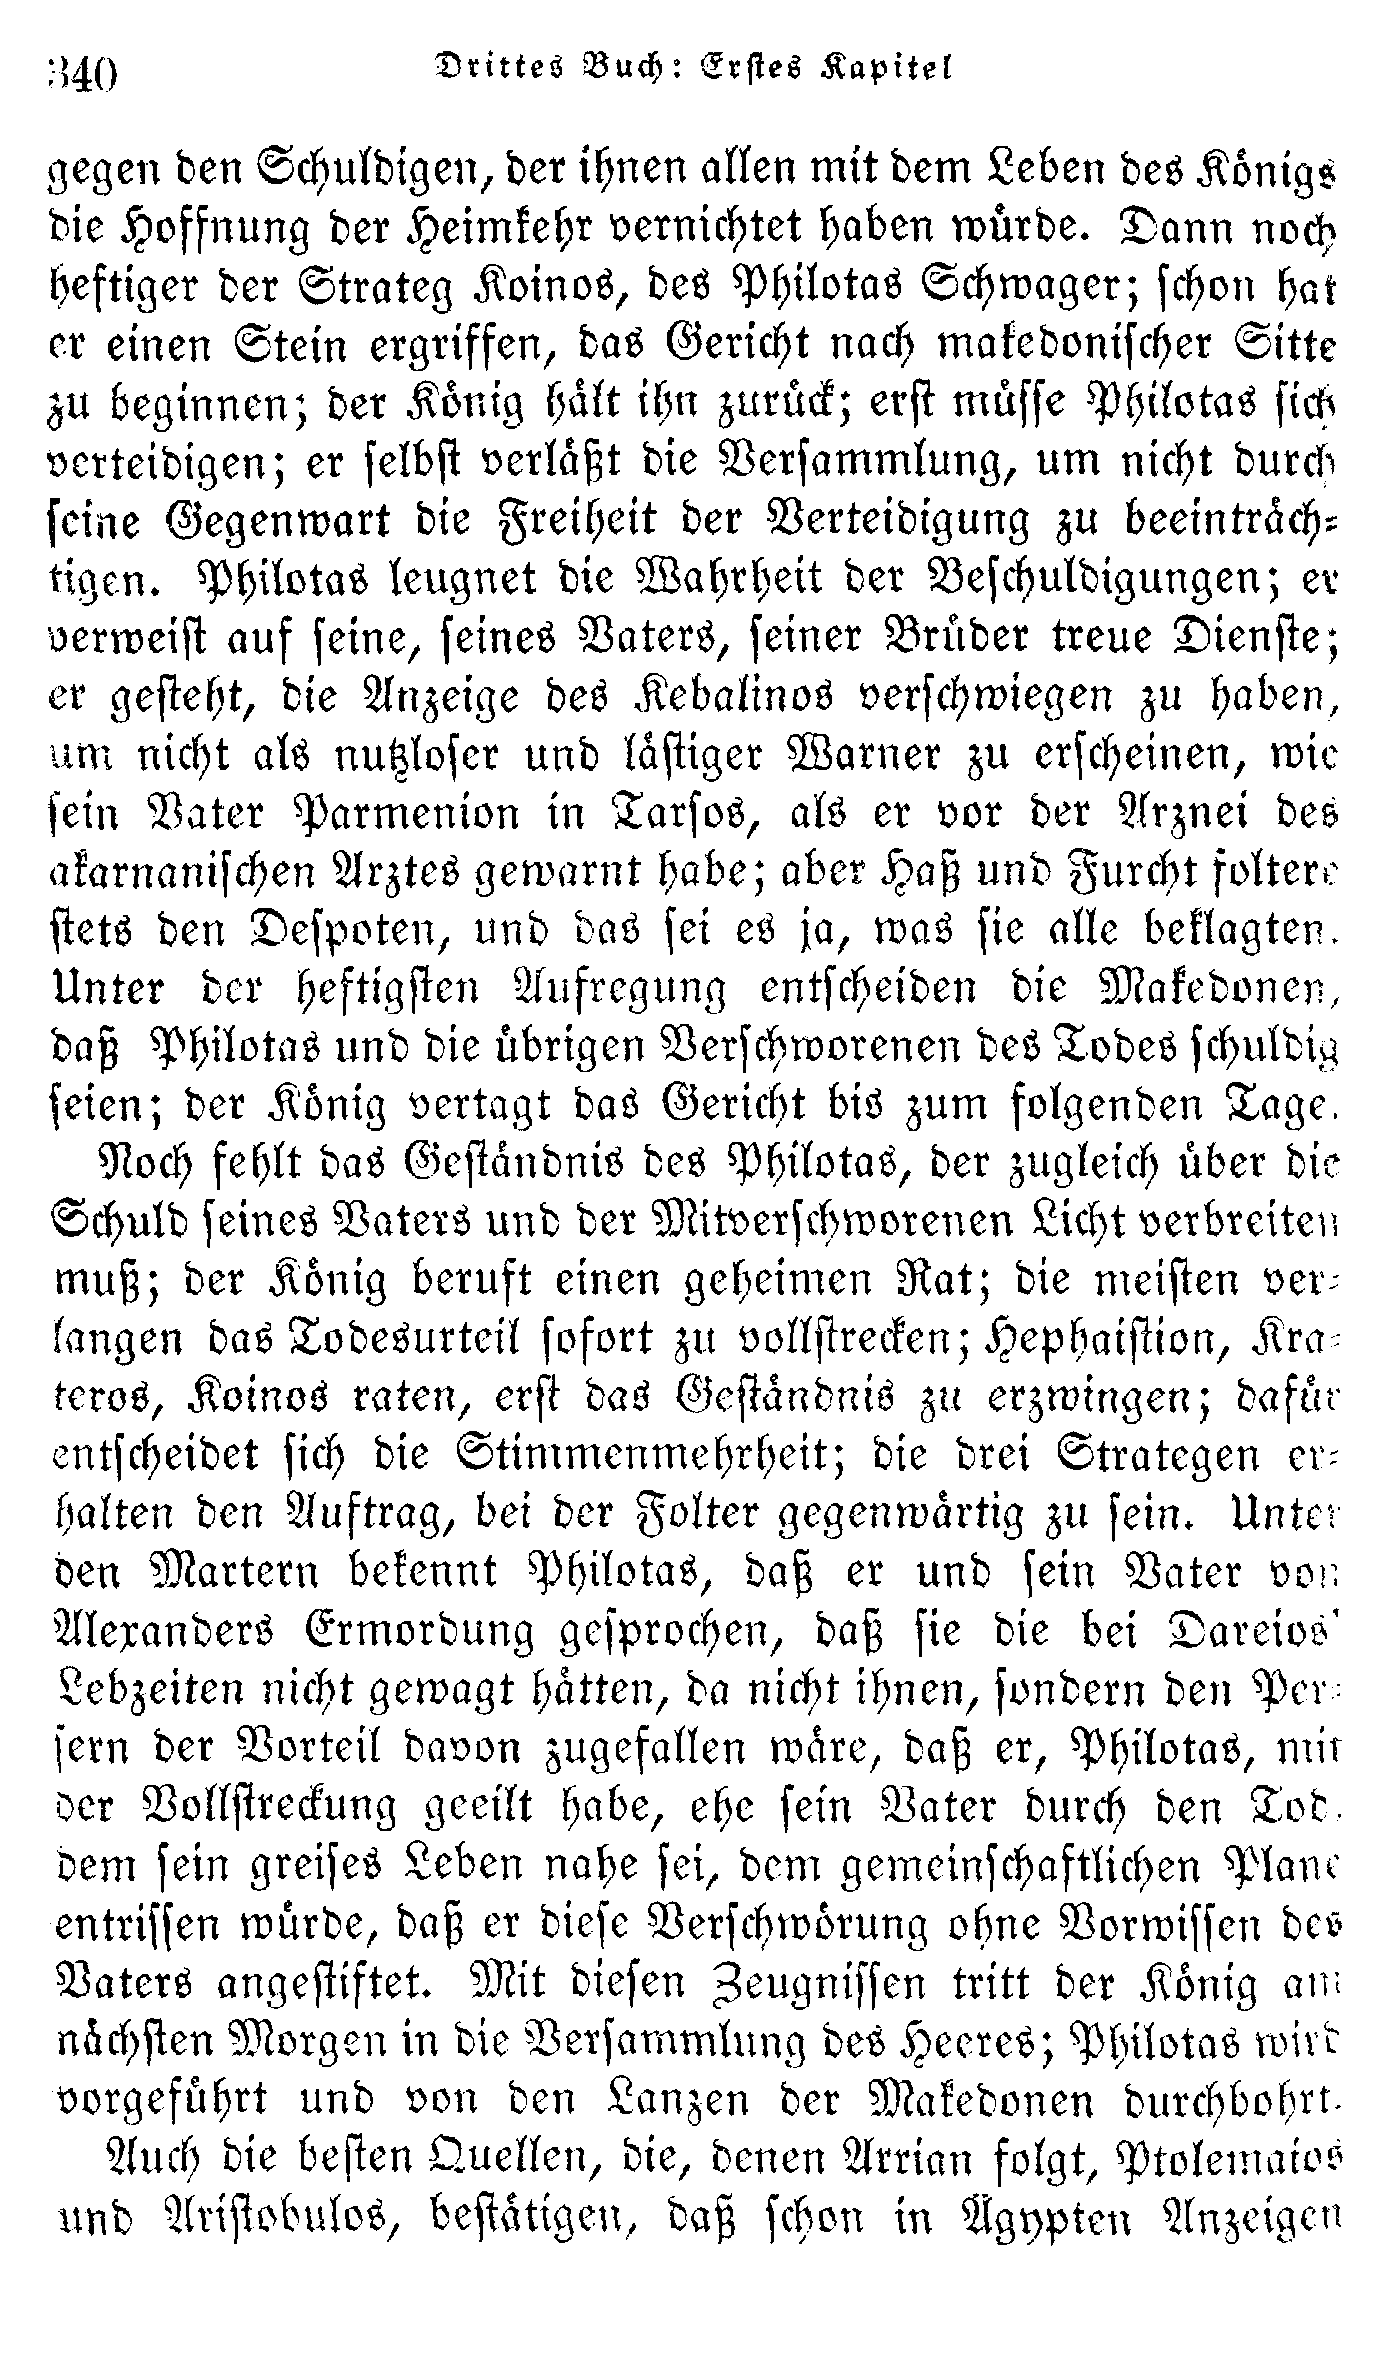 340 Drittes Buch: Erstes Kapitel
gegen den Schuldigen, der ihnen allen mit dem Leben des Königs
die Hoffnung der Heimkehr vernichtet haben würde. Dann noch
heftiger der Strateg Koinos, des Philotas Schwager; schon hat
er einen Stein ergriffen, das Gericht nach makedonischer Sitte
zu beginnen; der König hält ihn zurück; erst müsse Philotas sich
verteidigen; er selbst verläßt die Versammlung, um nicht durch
seine Gegenwart die Freiheit der Verteidigung zu beeinträch-
tigen. Philotas leugnet die Wahrheit der Beschuldigungen; er
verweist auf seine, seines Vaters, seiner Brüder treue Dienste;
er gesteht, die Anzeige des Kebalinos verschwiegen zu haben,
um nicht als nutzloser und lästiger Warner zu erscheinen, wie
sein Vater Parmenion in Tarsos, als er vor der Arznei des
akarnanischen Arztes gewarnt habe; aber Haß und Furcht foltere
stets den Despoten, und das sei es ja, was sie alle beklagten.
Unter der heftigsten Aufregung entscheiden die Makedonen,
daß Philotas und die übrigen Verschworenen des Todes schuldig
seien; der König vertagt das Gericht bis zum folgenden Tage.
Noch fehlt das Geständnis des Philotas, der zugleich über die
Schuld seines Vaters und der Mitverschworenen Licht verbreiten
muß; der König beruft einen geheimen Rat; die meisten ver-
langen das Todesurteil sofort zu vollstrecken; Hephaistion, Kra-
teros, Koinos raten, erst das Geständnis zu erzwingen; dafür
entscheidet sich die Stimmenmehrheit; die drei Strategen er-
halten den Auftrag, bei der Folter gegenwärtig zu sein. Unter
den Martern bekennt Philotas, daß er und sein Vater von
Alexanders Ermordung gesprochen, daß sie die bei Dareios'
Lebzeiten nicht gewagt hätten, da nicht ihnen, sondern den Per-
sern der Vorteil davon zugefallen wäre, daß er, Philotas, mit
der Vollstreckung geeilt habe, ehe sein Vater durch den Tod,
dem sein greises Leben nahe sei, dem gemeinschaftlichen Plane
entrissen würde, daß er diese Verschwörung ohne Vorwissen des
Vaters angestiftet. Mit diesen Zeugnissen tritt der König am
nächsten Morgen in die Versammlung des Heeres; Philotas wird
vorgeführt und von den Lanzen der Makedonen durchbohrt.
Auch die besten Quellen, die, denen Arrian folgt, Ptolemaios
und Aristobulos, bestätigen, daß schon in Ägypten Anzeigen